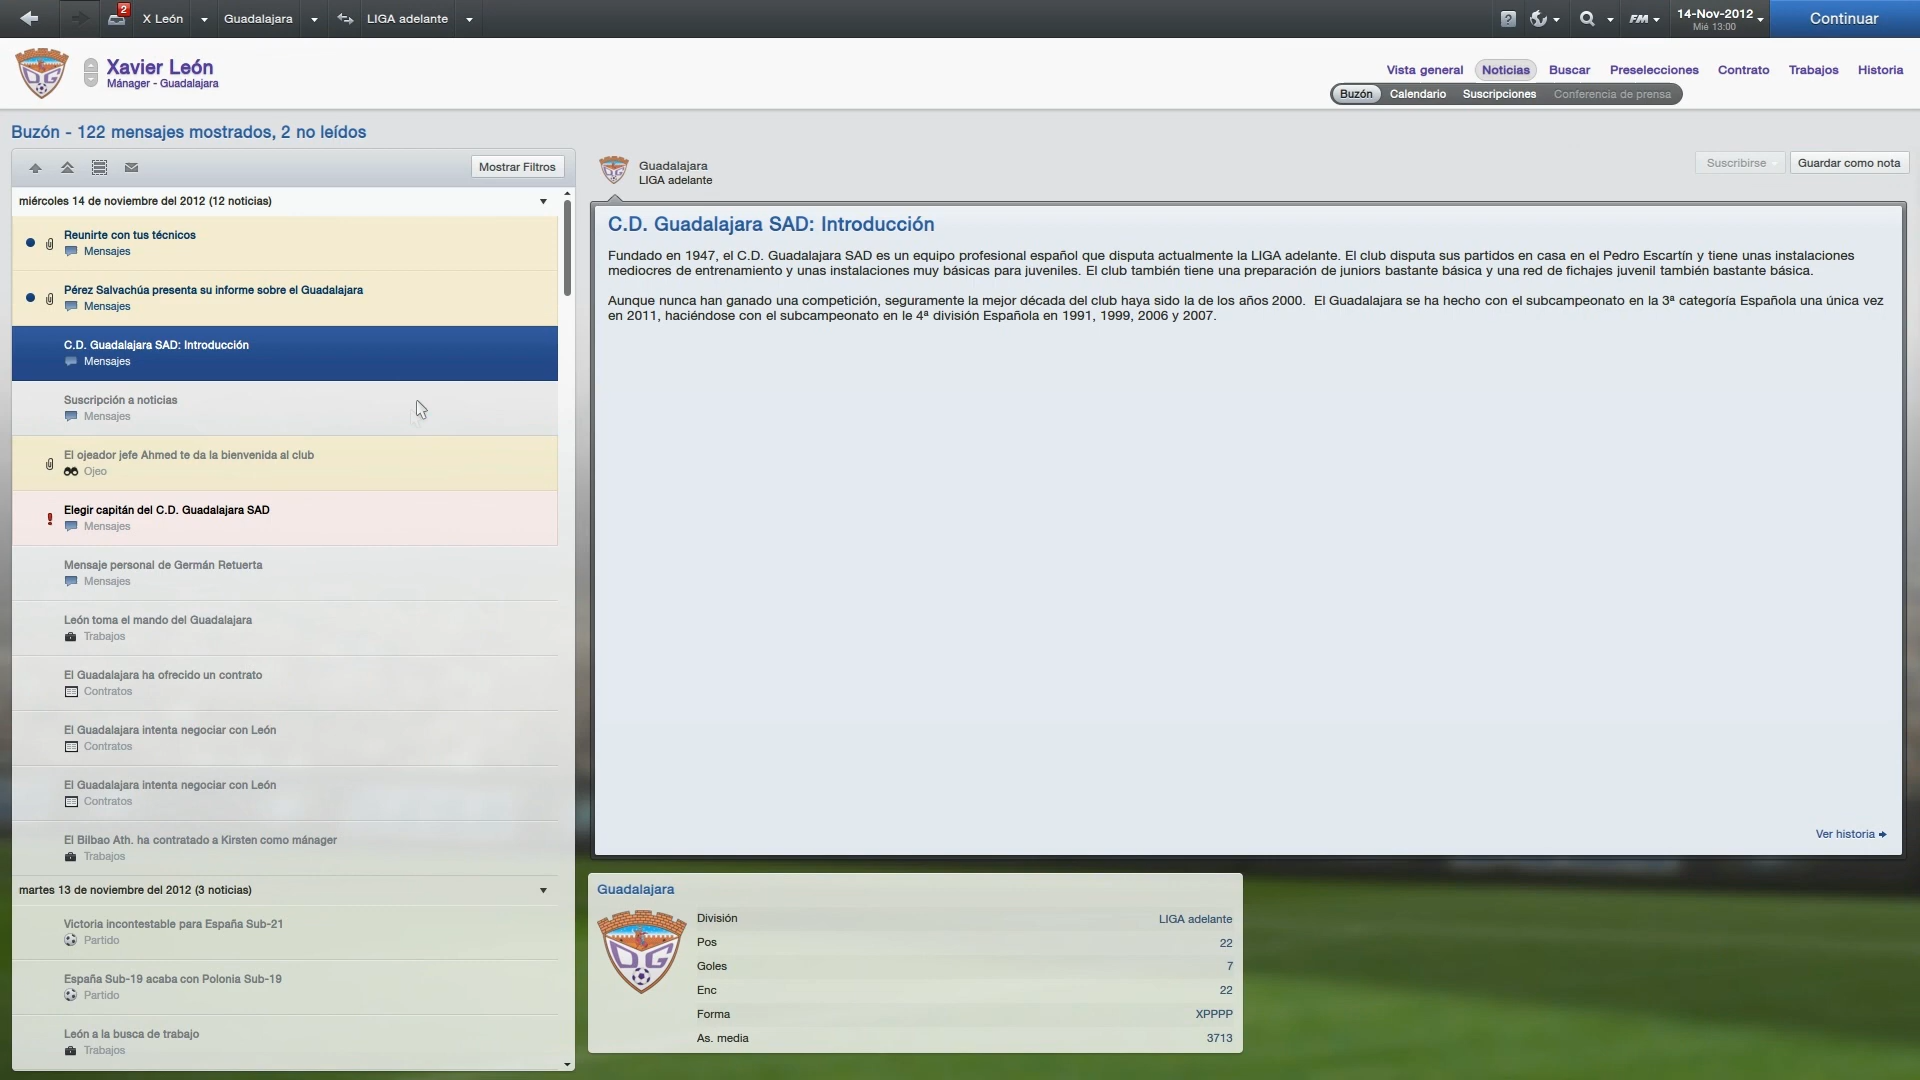 2
X León
Guadalajara
LIGA adelante
?
FM
14-Nov-2012
Mié 13:00
Continuar
Xavier León
Mánager - Guadalajara
Vista general
Noticias
Buscar
Preselecciones
Contrato
Trabajos
Historia
Buzón
Calendario
Suscripciones
Conferencia de prensa
Buzón - 122 mensajes mostrados, 2 no leídos
Mostrar Filtros
miércoles 14 de noviembre del 2012 (12 noticias)
Reunirte con tus técnicos
Mensajes
Pérez Salvachúa presenta su informe sobre el Guadalajara
Mensajes
C.D. Guadalajara SAD: Introducción
Mensajes
Suscripción a noticias
Mensajes
El ojeador jefe Ahmed te da la bienvenida al club
Ojeo
Elegir capitán del C.D. Guadalajara SAD
Mensajes
Mensaje personal de Germán Retuerta
Mensajes
León toma el mando del Guadalajara
Trabajos
El Guadalajara ha ofrecido un contrato
Contratos
El Guadalajara intenta negociar con León
Contratos
El Guadalajara intenta negociar con León
Contratos
El Bilbao Ath. ha contratado a Kirsten como mánager
Trabajos
martes 13 de noviembre del 2012 (3 noticias)
Victoria incontestable para España Sub-21
Partido
España Sub-19 acaba con Polonia Sub-19
Partido
León a la busca de trabajo
Trabajos
Guadalajara
LIGA adelante
Suscribirse
Guardar como nota
C.D. Guadalajara SAD: Introducción
Fundado en 1947, el C.D. Guadalajara SAD es un equipo profesional español que disputa actualmente la LIGA adelante. El club disputa sus partidos en casa en el Pedro Escartín y tiene unas instalaciones
mediocres de entrenamiento y unas instalaciones muy básicas para juveniles. El club también tiene una preparación de juniors bastante básica y una red de fichajes juvenil también bastante básica.
Aunque nunca han ganado una competición, seguramente la mejor década del club haya sido la de los años 2000. El Guadalajara se ha hecho con el subcampeonato en la 3ª categoría Española una única vez
en 2011, haciéndose con el subcampeonato en le 4ª división Española en 1991, 1999, 2006 y 2007.
Ver historia
Guadalajara
DG
División
LIGA adelante
Pos
22
Goles
7
Enc
22
Forma
XPPPP
As. media
3713